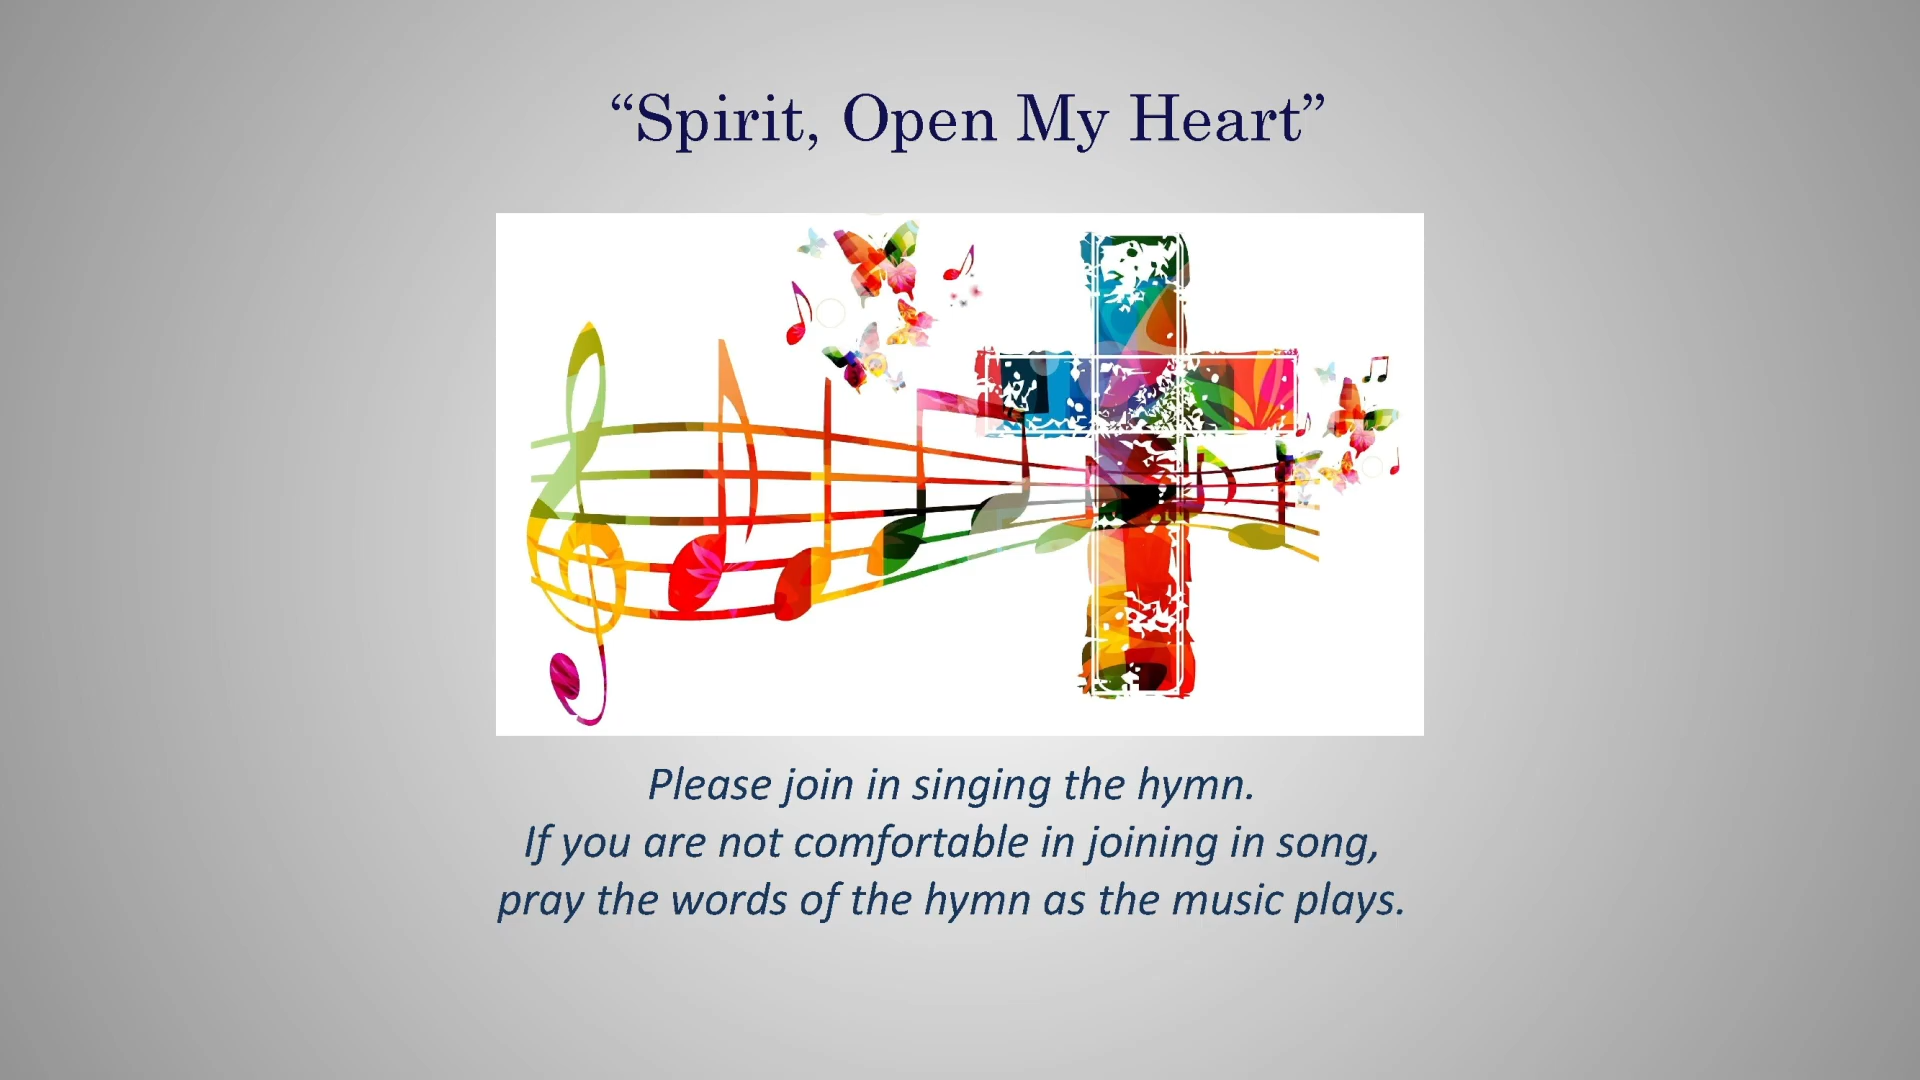 “Spirit, Open My Heart”
Please join in singing the hymn.
If you are not comfortable in joining in song,
pray the words of the hymn as the music plays.